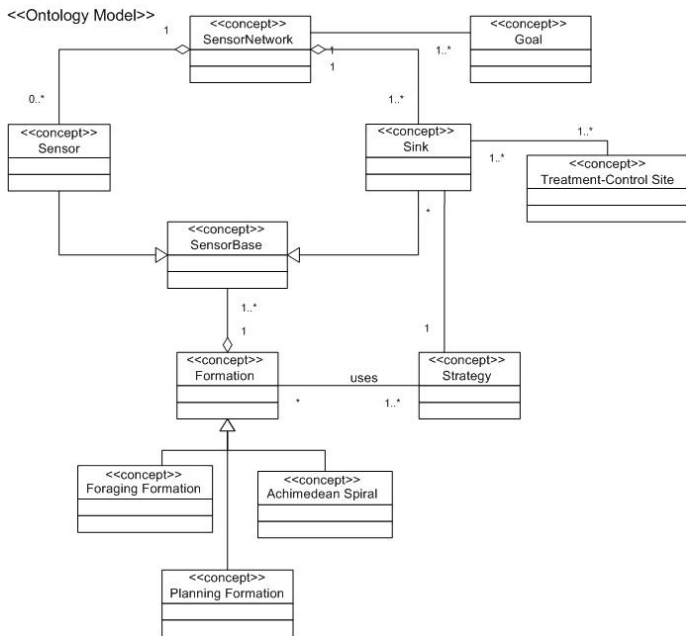 <<Ontology Model>>
<<concept>>
SensorNetwork
<<concept>>
Goal
1
1
1
1..*
0..*
1..*
<<concept>>
Sensor
<<concept>>
Sink
1..*
1..*
<<concept>>
Treatment-Control Site
<<concept>>
SensorBase
*
1..*
1
1
<<concept>>
Formation
uses
<<concept>>
Strategy
*
1..*
<<concept>>
Foraging Formation
<<concept>>
Achimedean Spiral
<<concept>>
Planning Formation